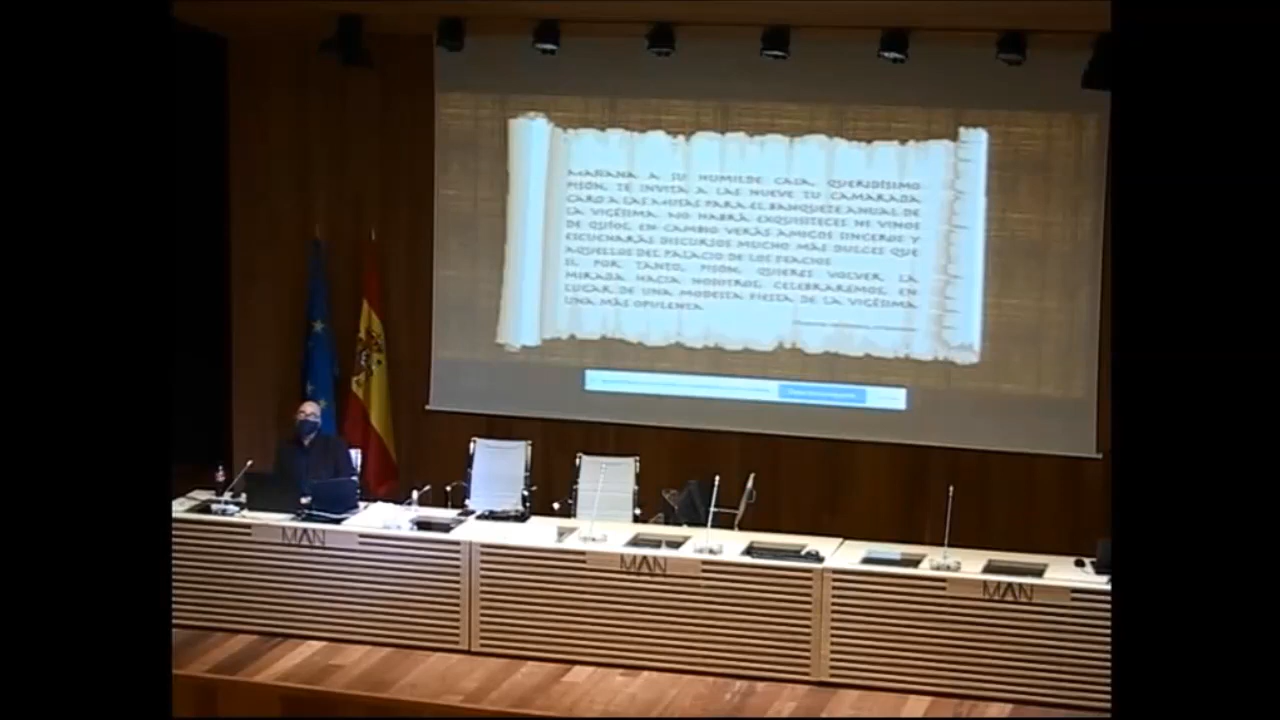 MAÑANA A SU HUMILDE CASA, QUERIDÍSIMO
PISÓN, TE INVITA A LAS NUEVE TU CAMARADA
CARO A LAS MUSAS PARA EL BANQUETE ANUAL DE
LA VIGÉSIMA. NO HABRÁ EXQUISITECES NI VINOS
DE QUÍOS, EN CAMBIO VERÁS AMIGOS SINCEROS Y
ESCUCHARÁS DISCURSOS MUCHO MÁS DULCES QUE
AQUELLOS DEL PALACIO DE LOS FEACIOS
SI, POR TANTO, PISÓN, QUIERES VOLVER LA
MIRADA HACIA NOSOTROS, CELEBRAREMOS, EN
LUGAR DE UNA MODESTA FIESTA DE LA VIGÉSIMA
UNA MÁS OPULENTA
MAN
MAN
MAN